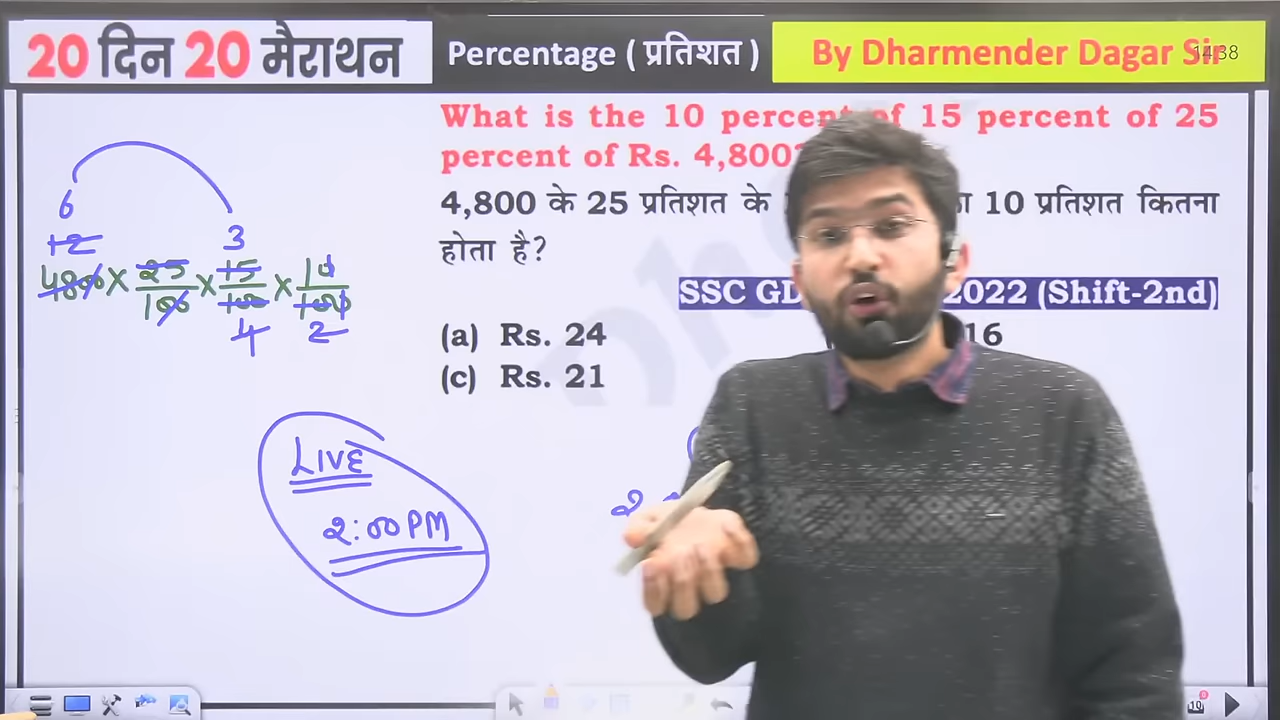 20 दिन 20 मैराथन
Percentage ( प्रतिशत )
By Dharmender Dagar Sir
14:38
What is the 10 percent of 15 percent of 25
percent of Rs. 4,800?
4,800 के 25 प्रतिशत के 10 प्रतिशत कितना
होता है?
SSC GD 2022 (Shift-2nd)
(a) Rs. 24
16
(c) Rs. 21
6
12 3
4800 × 25/100 × 15/100 × 10/100
4 2
LIVE
2:00 PM